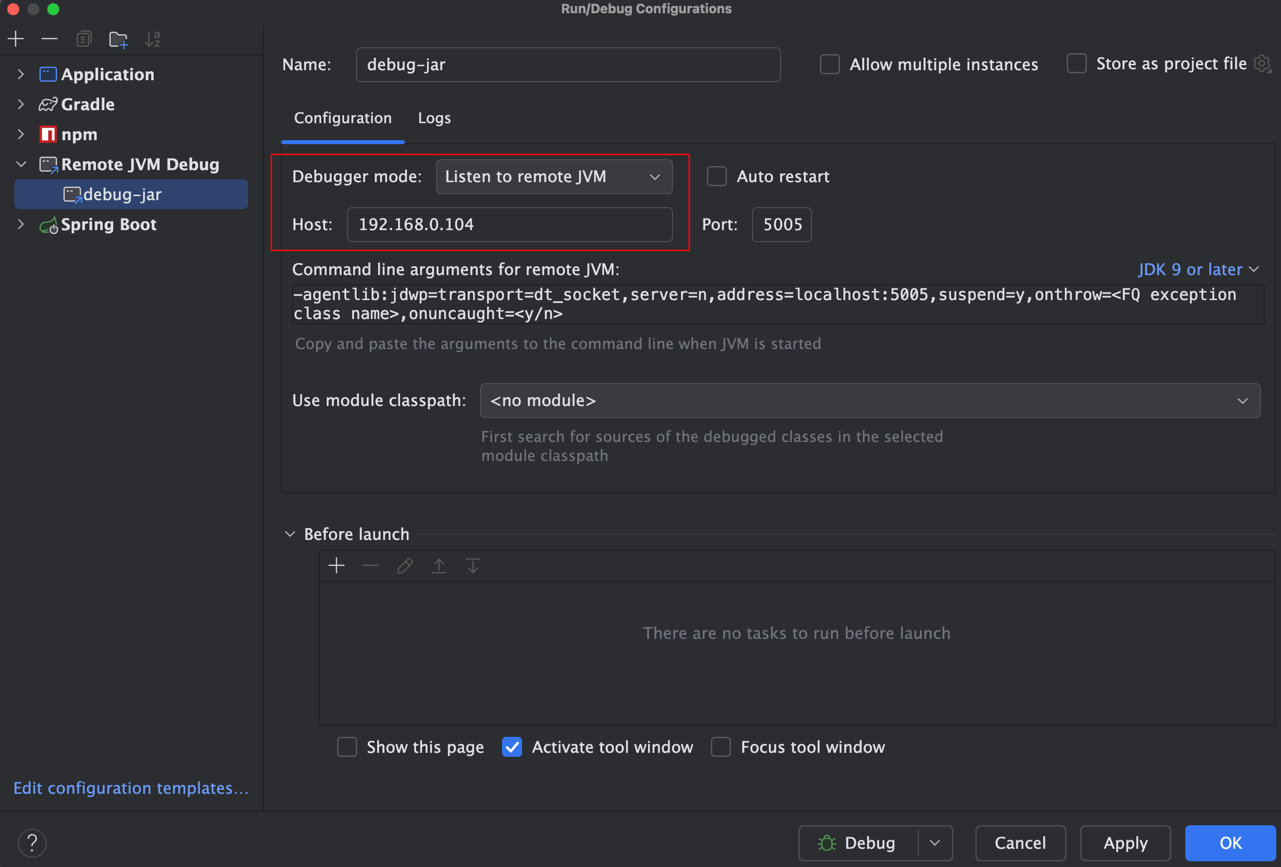 Run/Debug Configurations
Application
Gradle
npm
Remote JVM Debug
debug-jar
Spring Boot
Edit configuration templates...
Name: debug-jar
Allow multiple instances
Store as project file
Configuration Logs
Debugger mode: Listen to remote JVM
Auto restart
Host: 192.168.0.104
Port: 5005
Command line arguments for remote JVM:
JDK 9 or later
-agentlib:jdwp=transport=dt_socket,server=n,address=localhost:5005,suspend=y,onthrow=<FQ exception
class name>,onuncaught=<y/n>
Copy and paste the arguments to the command line when JVM is started
Use module classpath: <no module>
First search for sources of the debugged classes in the selected
module classpath
Before launch
There are no tasks to run before launch
Show this page
Activate tool window
Focus tool window
?
Debug
Cancel
Apply
OK